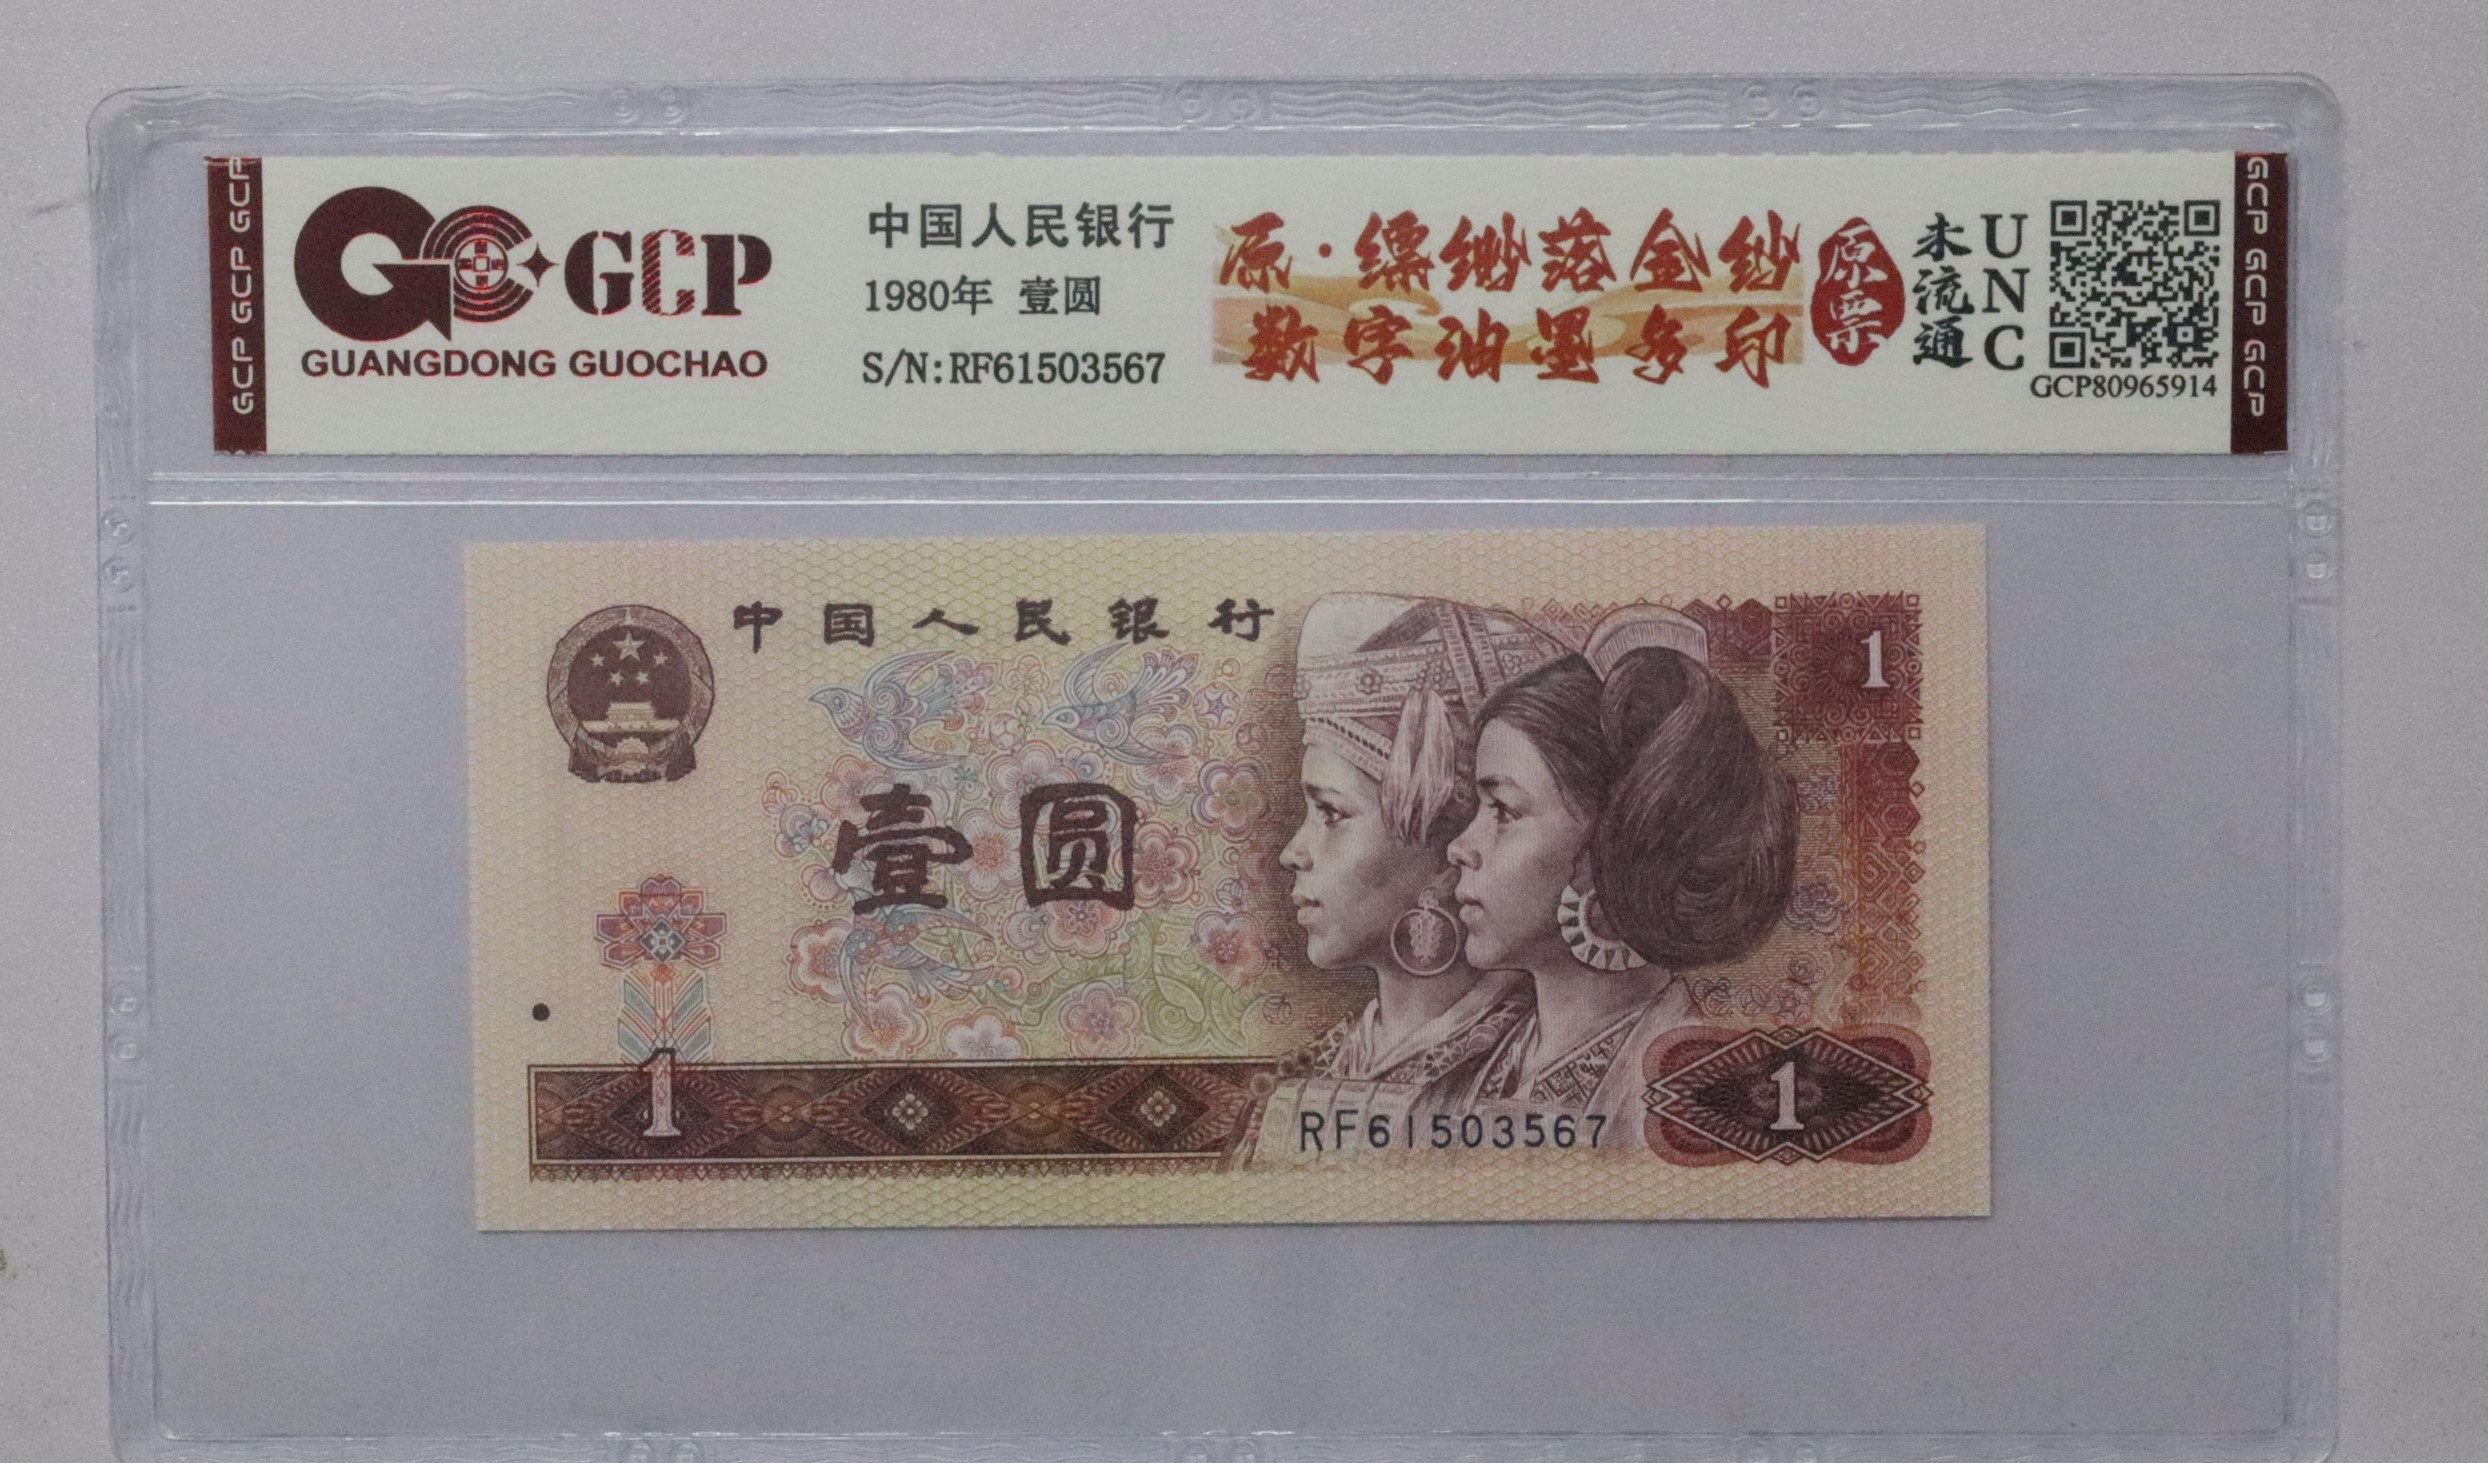 GCP GCP GCP
GCP
GUANGDONG GUOCHAO
中国人民银行
1980年 壹圆
S/N:RF61503567
原·缥缈落金纱
数字油墨多印
原票
未流通
UNC
GCP80965914
GCP GCP GCP
中国人民银行
1
壹圆
1
RF61503567
1